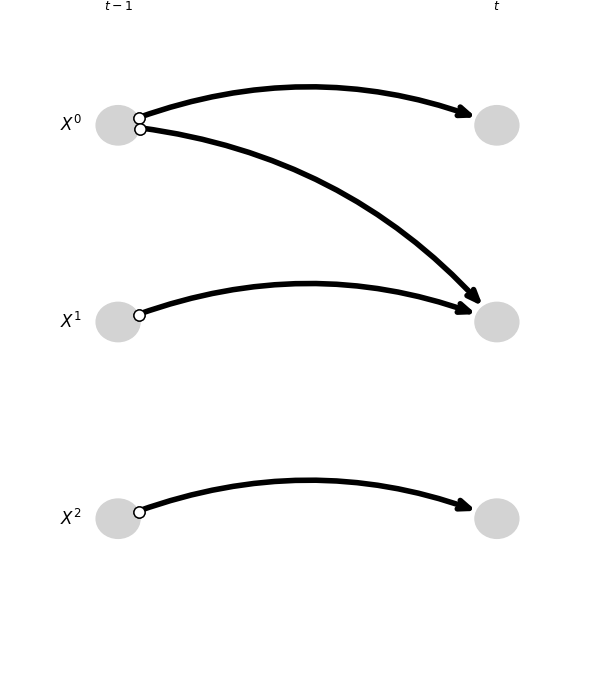 t − 1 t
X⁰
X¹
X²